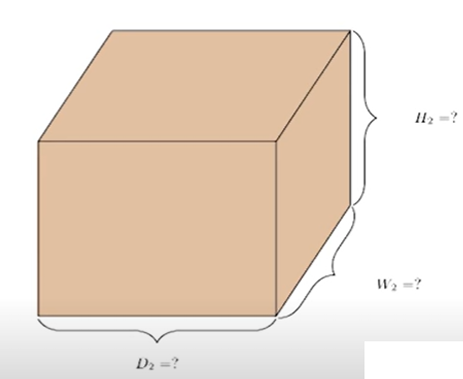 H₂ =?
W₂ =?
D₂ =?